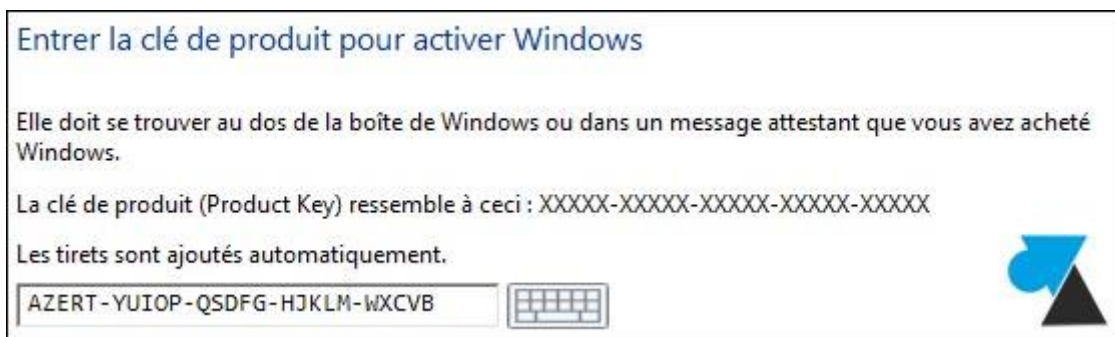 Entrer la clé de produit pour activer Windows
Elle doit se trouver au dos de la boîte de Windows ou dans un message attestant que vous avez acheté
Windows.
La clé de produit (Product Key) ressemble à ceci : XXXXX-XXXXX-XXXXX-XXXXX-XXXXX
Les tirets sont ajoutés automatiquement.
AZERT-YUIOP-QSDFG-HJKLM-WXCVB